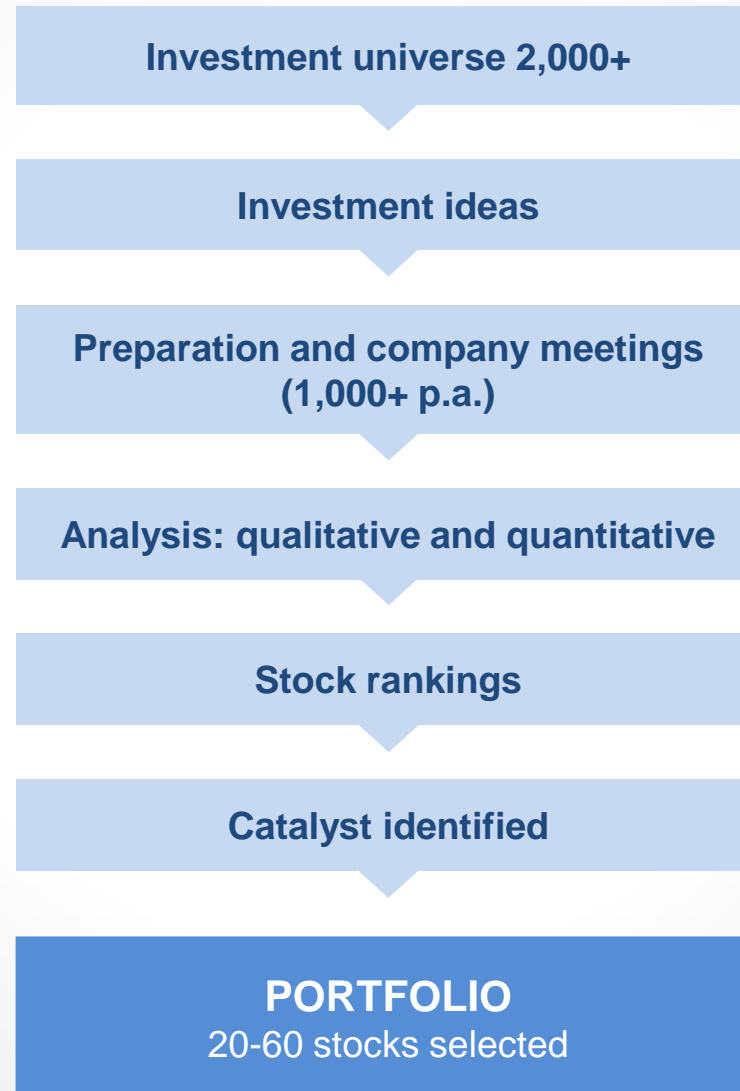 Investment universe 2,000+
Investment ideas
Preparation and company meetings
(1,000+ p.a.)
Analysis: qualitative and quantitative
Stock rankings
Catalyst identified
PORTFOLIO
20-60 stocks selected